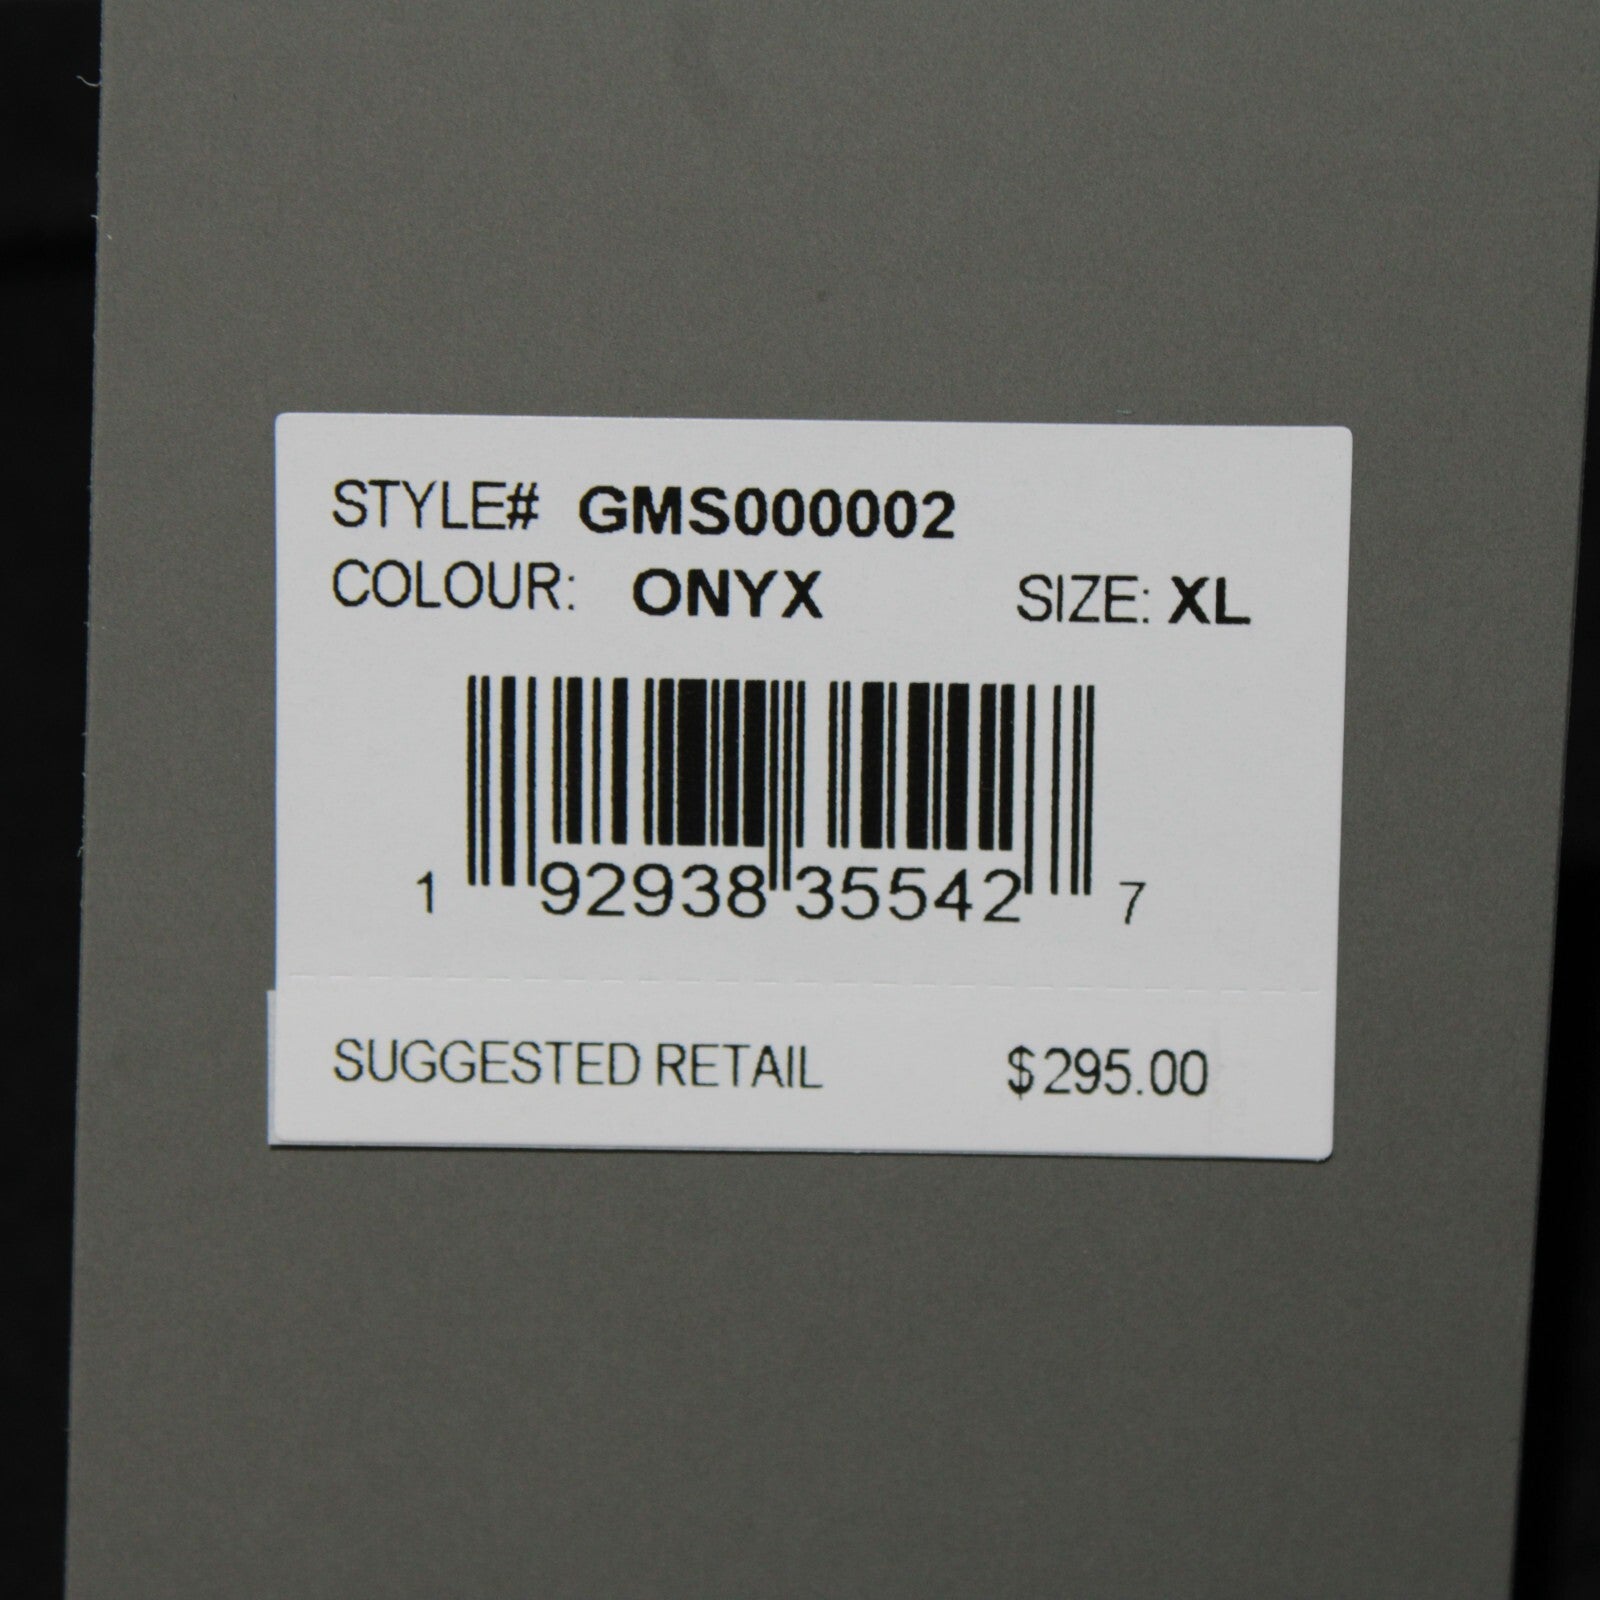 STYLE# GMS000002
COLOUR: ONYX SIZE: XL
1 92938 35542 7
SUGGESTED RETAIL $295.00